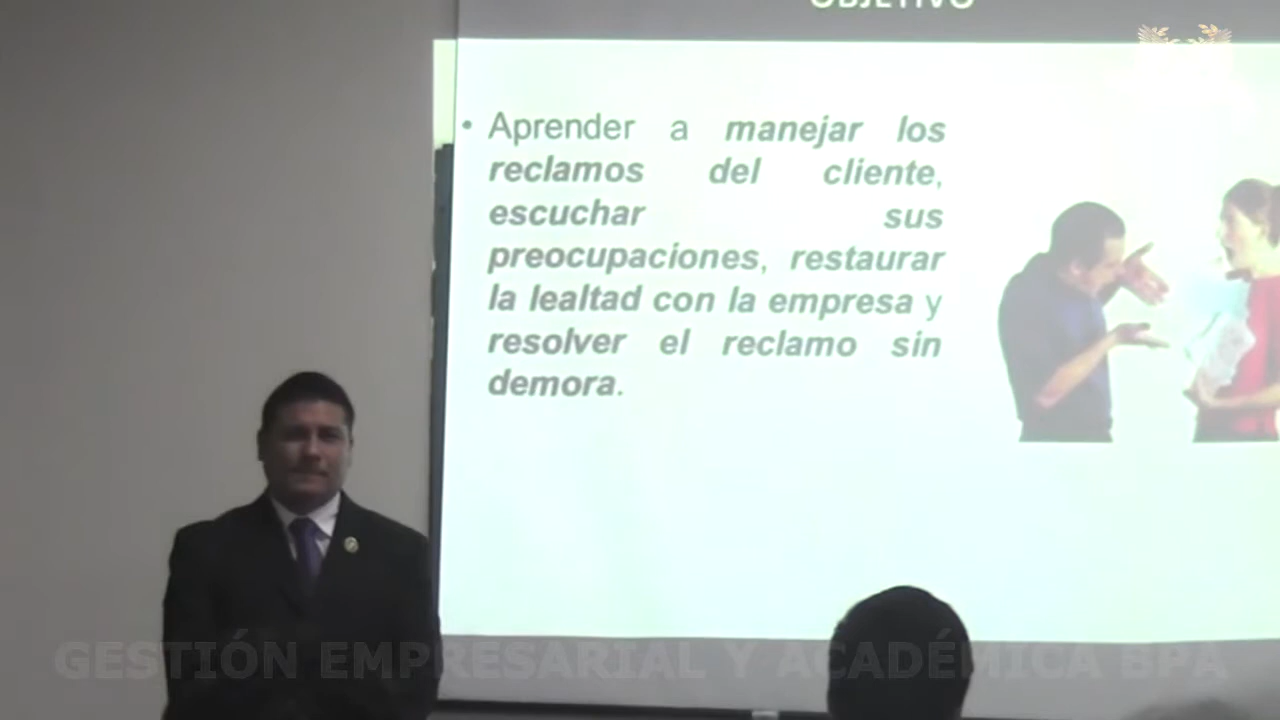 OBJETIVO
• Aprender a manejar los
reclamos del cliente,
escuchar sus
preocupaciones, restaurar
la lealtad con la empresa y
resolver el reclamo sin
demora.
GESTIÓN EMPRESARIAL Y ACADÉMICA BPA